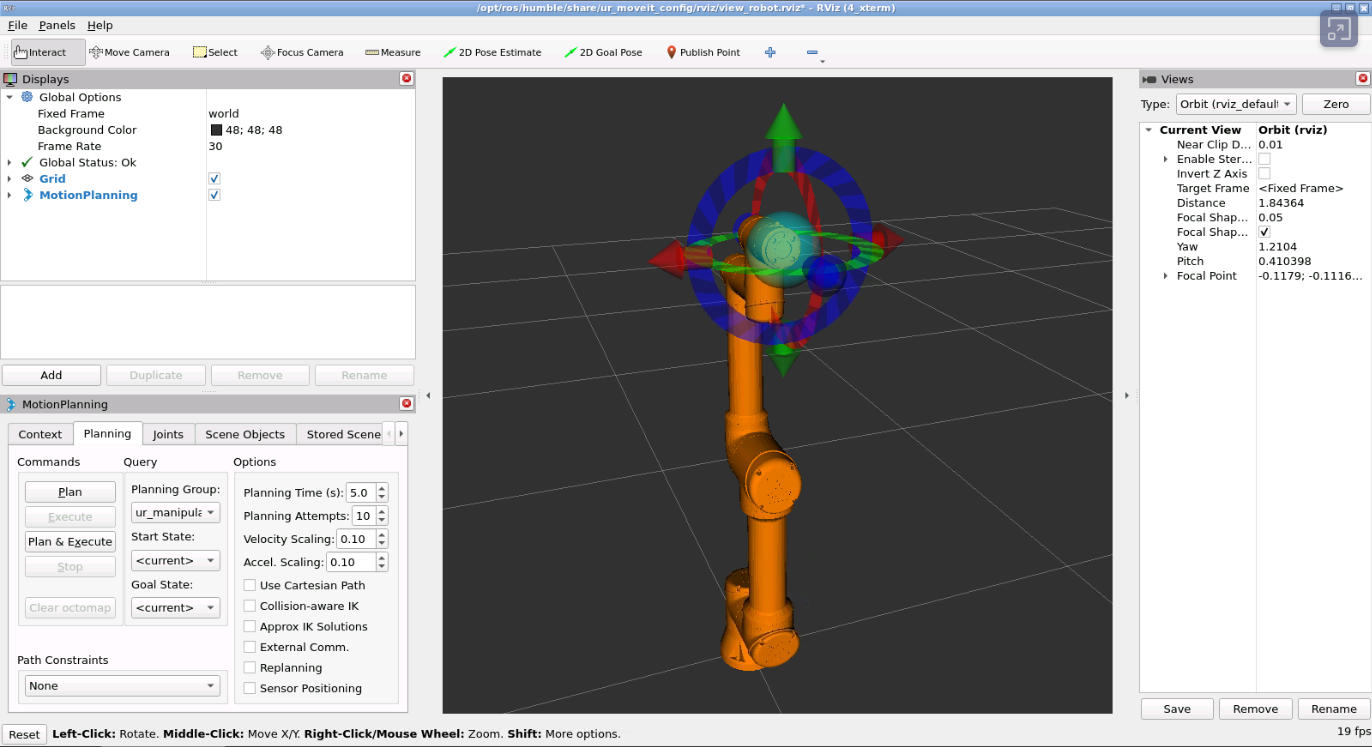 /opt/ros/humble/share/ur_moveit_config/rviz/view_robot.rviz* - RViz (4_xterm)
File Panels Help
Interact Move Camera Select Focus Camera Measure 2D Pose Estimate 2D Goal Pose Publish Point
Displays
Global Options
Fixed Frame world
Background Color 48; 48; 48
Frame Rate 30
Global Status: Ok
Grid
MotionPlanning
Add Duplicate Remove Rename
MotionPlanning
Context Planning Joints Scene Objects Stored Scene
Commands Query Options
Plan
Execute
Plan & Execute
Stop
Clear octomap
Planning Group:
ur_manipula
Start State:
<current>
Goal State:
<current>
Planning Time (s): 5.0
Planning Attempts: 10
Velocity Scaling: 0.10
Accel. Scaling: 0.10
Use Cartesian Path
Collision-aware IK
Approx IK Solutions
External Comm.
Replanning
Sensor Positioning
Path Constraints
None
Views
Type: Orbit (rviz_default Zero
Current View Orbit (rviz)
Near Clip D... 0.01
Enable Ster...
Invert Z Axis
Target Frame <Fixed Frame>
Distance 1.84364
Focal Shap... 0.05
Focal Shap...
Yaw 1.2104
Pitch 0.410398
Focal Point -0.1179; -0.1116...
Save Remove Rename
Reset Left-Click: Rotate. Middle-Click: Move X/Y. Right-Click/Mouse Wheel: Zoom. Shift: More options.
19 fps